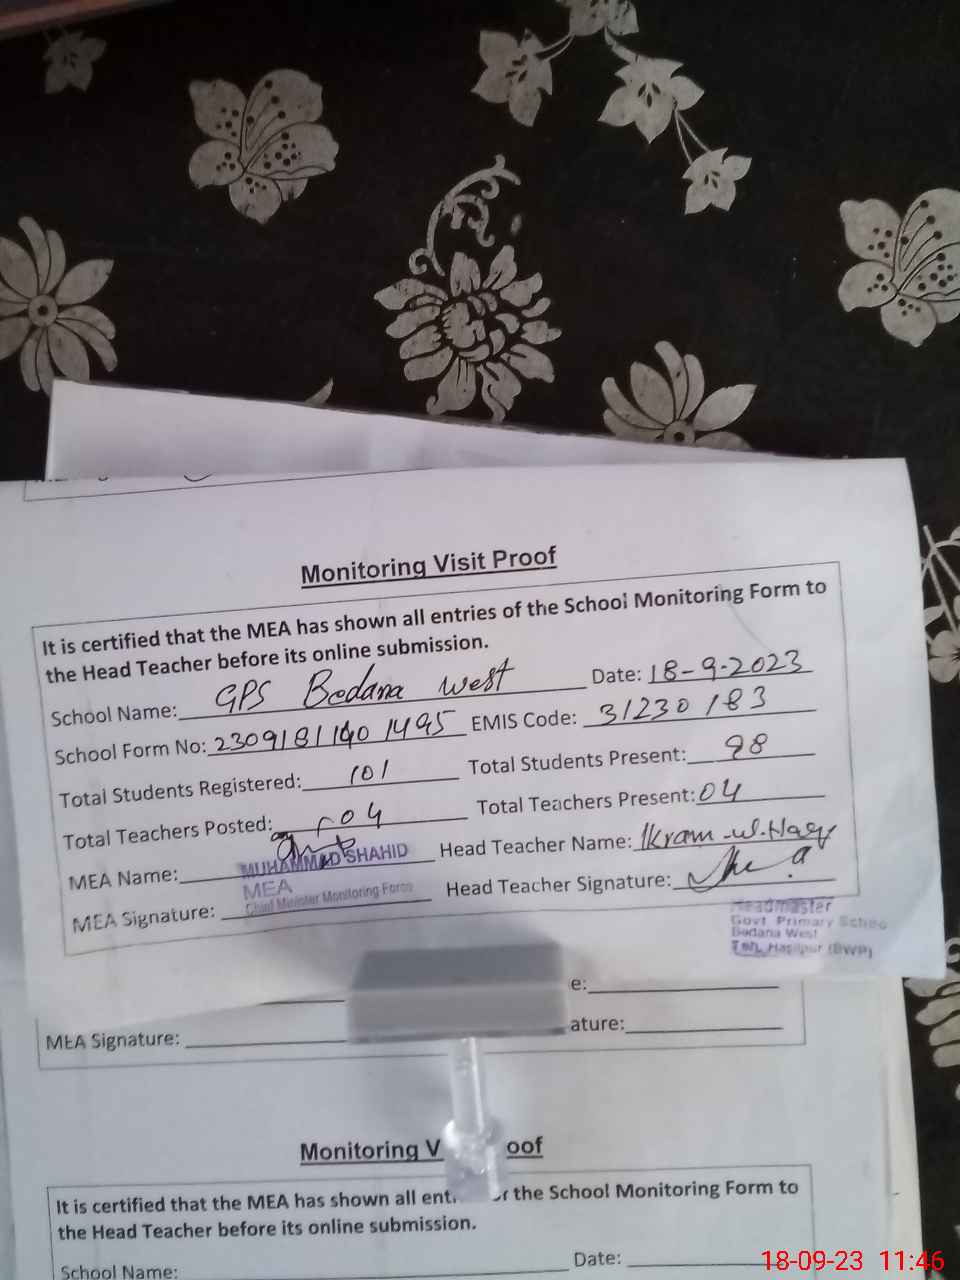 Monitoring Visit Proof
It is certified that the MEA has shown all entries of the School Monitoring Form to
the Head Teacher before its online submission.
School Name: GPS Bedana west Date: 18-9-2023
School Form No: 2309181140 1495 EMIS Code: 31230183
Total Students Registered: 101 Total Students Present: 98
Total Teachers Posted: 04 Total Teachers Present: 04
MEA Name: MUHAMMAD SHAHID Head Teacher Name: Ikram-ul-Haq
MEA
Chief Minister Monitoring Force
MEA Signature: Head Teacher Signature:
Headmaster
Govt Primary School
Bedana West
Teh. Hasilpur (BWP)
e:
MEA Signature: ature:
Monitoring V oof
It is certified that the MEA has shown all ent r the School Monitoring Form to
the Head Teacher before its online submission.
School Name: Date:
18-09-23 11:46